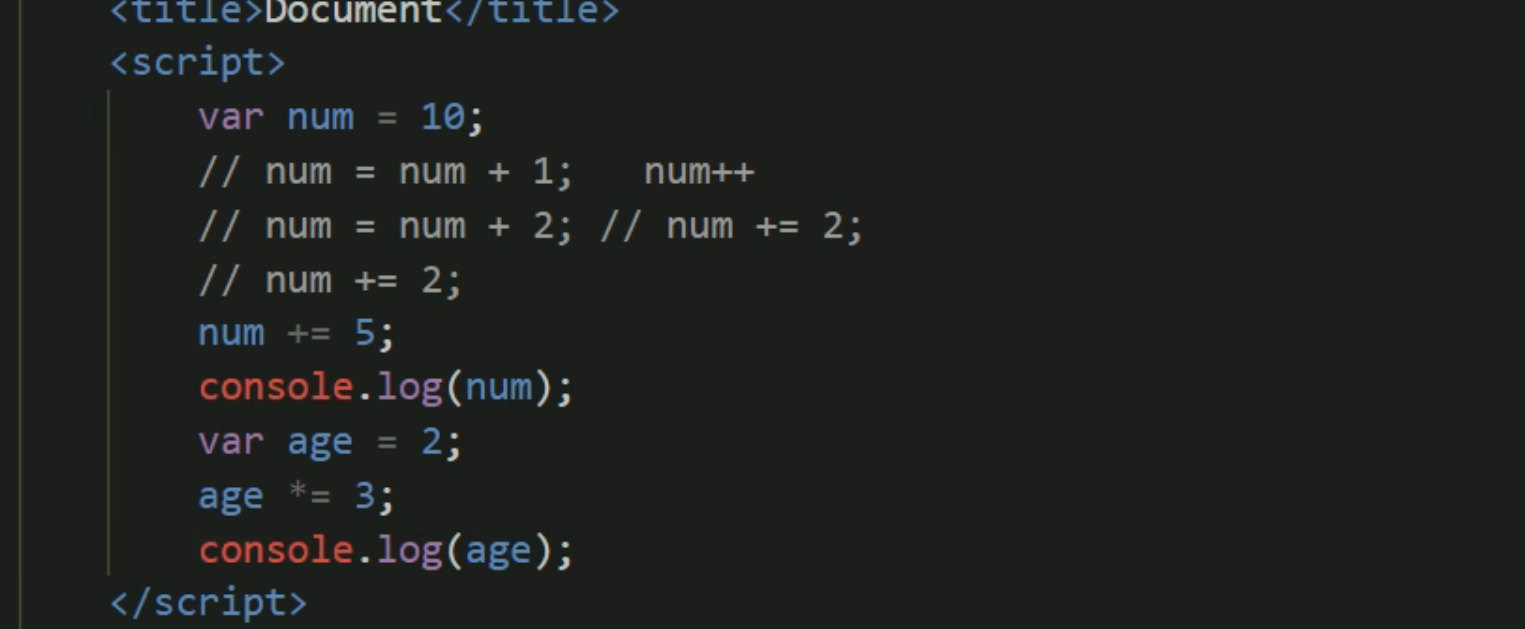 <title>Document</title>
<script>
var num = 10;
// num = num + 1;   num++
// num = num + 2; // num += 2;
// num += 2;
num += 5;
console.log(num);
var age = 2;
age *= 3;
console.log(age);
</script>